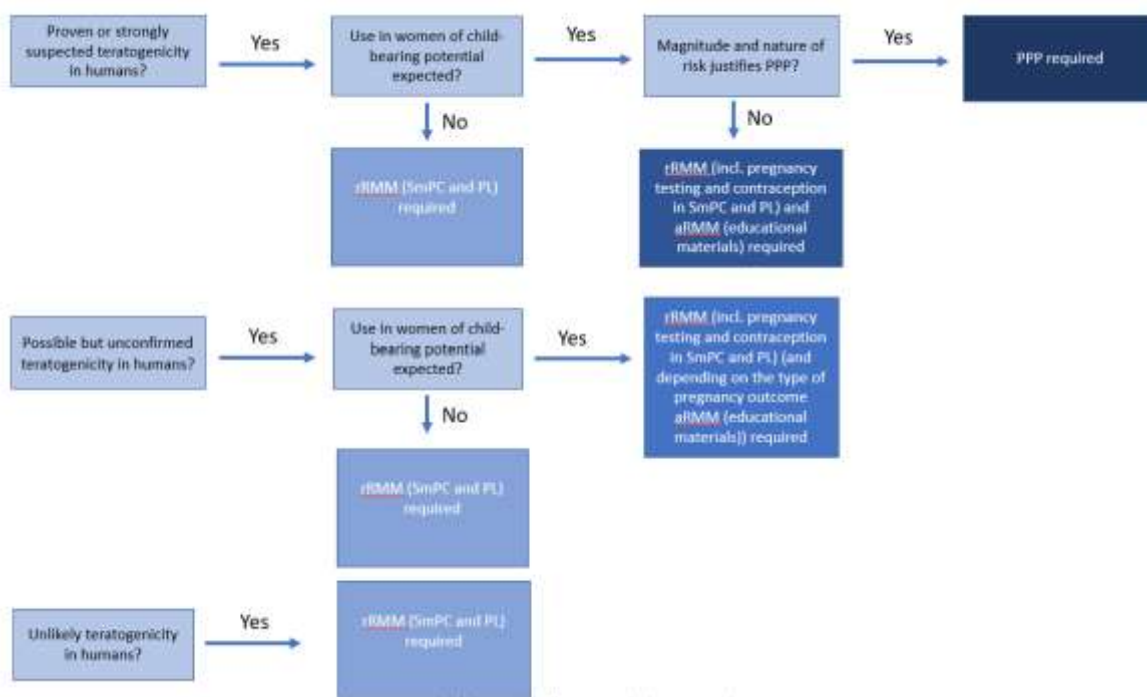 Proven or strongly
suspected teratogenicity
in humans?
Yes
Use in women of child-
bearing potential
expected?
Yes
Magnitude and nature of
risk justifies PPP?
Yes
PPP required
No
No
rRMM (SmPC and PL)
required
rRMM (incl. pregnancy
testing and contraception
in SmPC and PL) and
aRMM (educational
materials) required
Possible but unconfirmed
teratogenicity in humans?
Yes
Use in women of child-
bearing potential
expected?
Yes
rRMM (incl. pregnancy
testing and contraception
in SmPC and PL) (and
depending on the type of
pregnancy outcome
aRMM (educational
materials)) required
No
rRMM (SmPC and PL)
required
Unlikely teratogenicity
in humans?
Yes
rRMM (SmPC and PL)
required